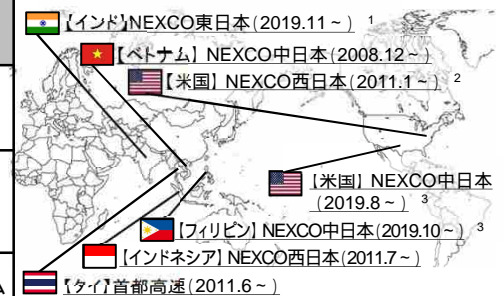 【インド】NEXCO東日本(2019.11～) 1
【ベトナム】NEXCO中日本(2008.12～)
【米国】NEXCO西日本(2011.1～) 2
【米国】NEXCO中日本
(2019.8～) 3
【フィリピン】NEXCO中日本(2019.10～) 3
【インドネシア】NEXCO西日本(2011.7～)
【タイ】首都高速(2011.6～)